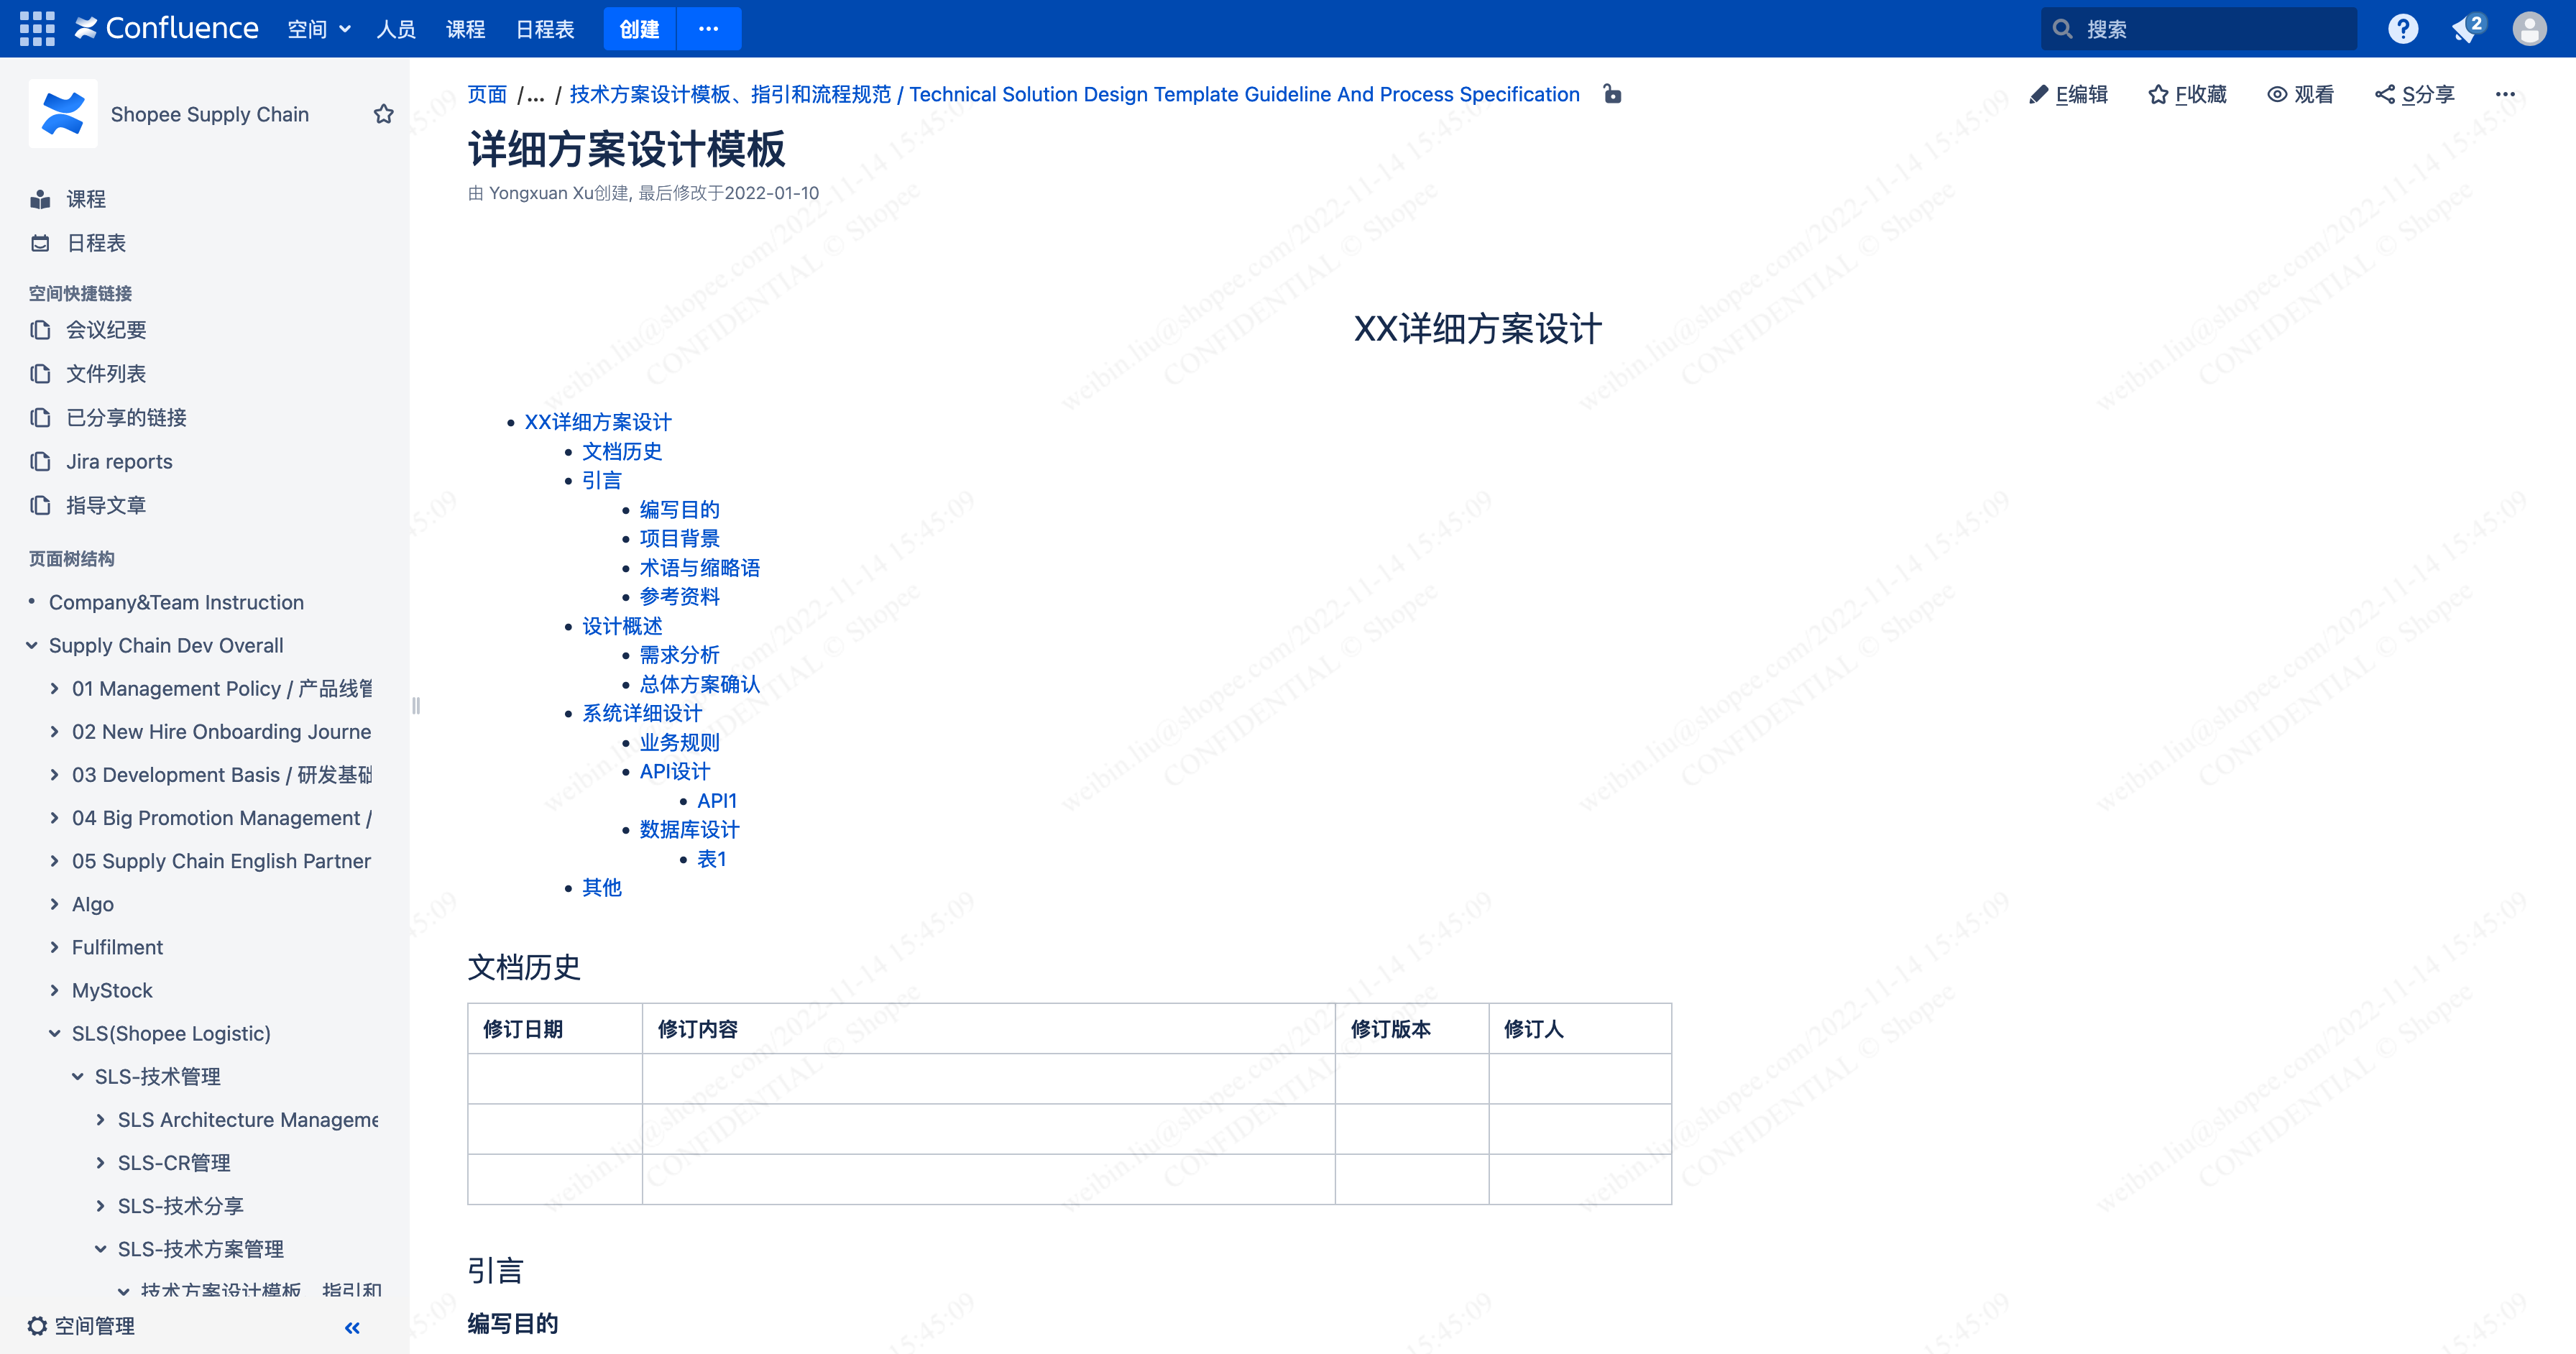 Confluence 空间 人员 课程 日程表 创建 ··· 搜索 2
Shopee Supply Chain
课程
日程表
空间快捷链接
会议纪要
文件列表
已分享的链接
Jira reports
指导文章
页面树结构
Company&Team Instruction
Supply Chain Dev Overall
01 Management Policy / 产品线管
02 New Hire Onboarding Journe
03 Development Basis / 研发基础
04 Big Promotion Management /
05 Supply Chain English Partner
Algo
Fulfilment
MyStock
SLS(Shopee Logistic)
SLS-技术管理
SLS Architecture Manageme
SLS-CR管理
SLS-技术分享
SLS-技术方案管理
技术方案设计模板、指引和
空间管理
页面 /... / 技术方案设计模板、指引和流程规范 / Technical Solution Design Template Guideline And Process Specification
E编辑 F收藏 观看 S分享 ···
详细方案设计模板
由 Yongxuan Xu创建, 最后修改于2022-01-10
XX详细方案设计
• XX详细方案设计
• 文档历史
• 引言
• 编写目的
• 项目背景
• 术语与缩略语
• 参考资料
• 设计概述
• 需求分析
• 总体方案确认
• 系统详细设计
• 业务规则
• API设计
• API1
• 数据库设计
• 表1
• 其他
文档历史
修订日期 修订内容 修订版本 修订人
引言
编写目的
weibin.liu@shopee.com/2022-11-14 15:45:09
CONFIDENTIAL © Shopee